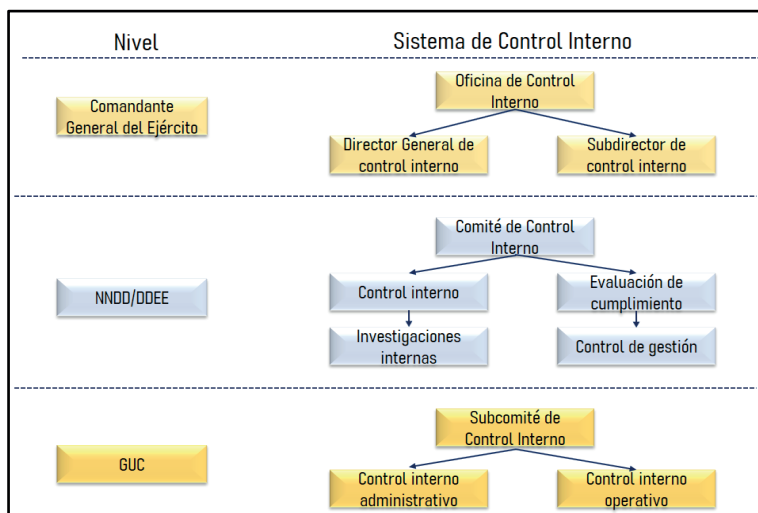 Nivel
Sistema de Control Interno
Comandante
General del Ejército
Oficina de Control
Interno
Director General de
control interno
Subdirector de
control interno
NNDD/DDEE
Comité de Control
Interno
Control interno
Evaluación de
cumplimiento
Investigaciones
internas
Control de gestión
GUC
Subcomité de
Control Interno
Control interno
administrativo
Control interno
operativo